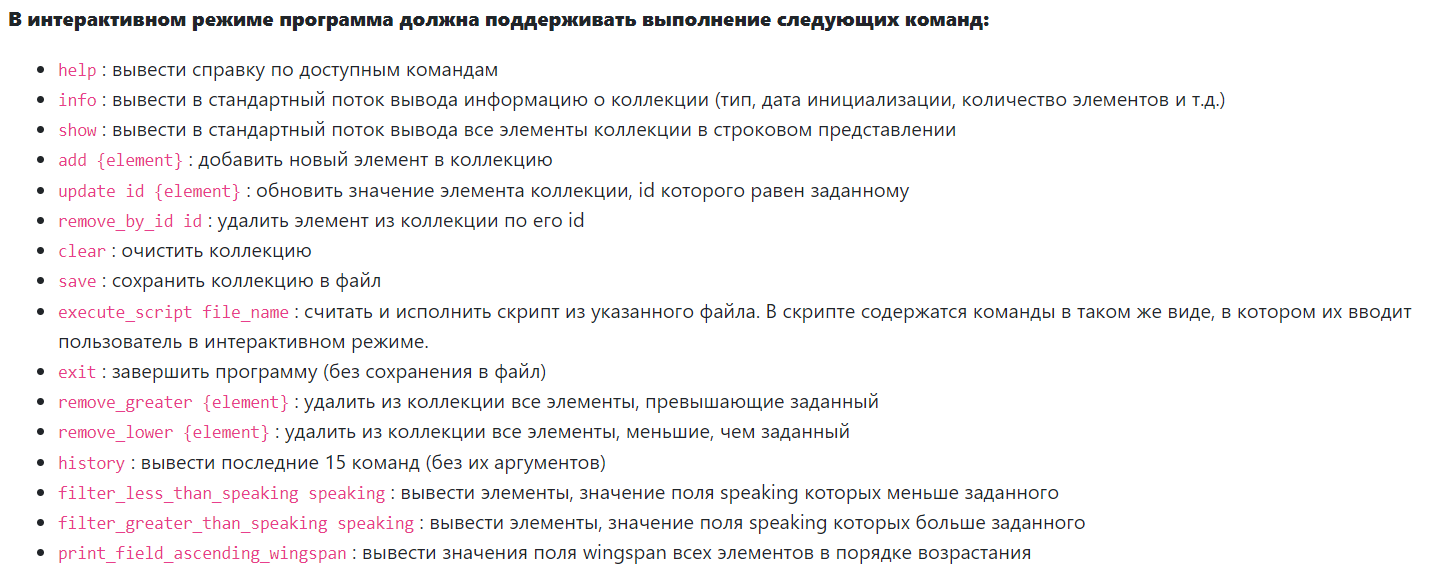 В интерактивном режиме программа должна поддерживать выполнение следующих команд:
help : вывести справку по доступным командам
info : вывести в стандартный поток вывода информацию о коллекции (тип, дата инициализации, количество элементов и т.д.)
show : вывести в стандартный поток вывода все элементы коллекции в строковом представлении
add {element} : добавить новый элемент в коллекцию
update id {element} : обновить значение элемента коллекции, id которого равен заданному
remove_by_id id : удалить элемент из коллекции по его id
clear : очистить коллекцию
save : сохранить коллекцию в файл
execute_script file_name : считать и исполнить скрипт из указанного файла. В скрипте содержатся команды в таком же виде, в котором их вводит
пользователь в интерактивном режиме.
exit : завершить программу (без сохранения в файл)
remove_greater {element} : удалить из коллекции все элементы, превышающие заданный
remove_lower {element} : удалить из коллекции все элементы, меньшие, чем заданный
history : вывести последние 15 команд (без их аргументов)
filter_less_than_speaking speaking : вывести элементы, значение поля speaking которых меньше заданного
filter_greater_than_speaking speaking : вывести элементы, значение поля speaking которых больше заданного
print_field_ascending_wingspan : вывести значения поля wingspan всех элементов в порядке возрастания